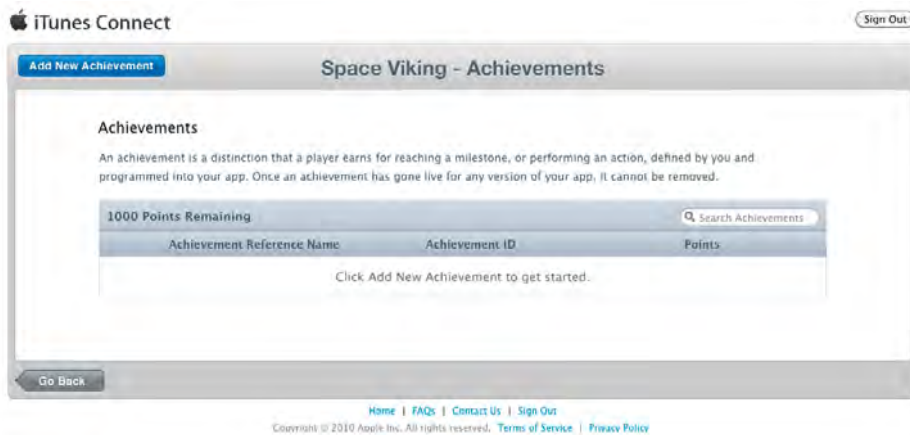 iTunes Connect
Sign Out
Add New Achievement
Space Viking - Achievements
Achievements
An achievement is a distinction that a player earns for reaching a milestone, or performing an action, defined by you and
programmed into your app. Once an achievement has gone live for any version of your app, it cannot be removed.
1000 Points Remaining
Search Achievements
Achievement Reference Name Achievement ID Points
Click Add New Achievement to get started.
Go Back
Home | FAQs | Contact Us | Sign Out
Copyright © 2010 Apple Inc. All rights reserved. Terms of Service | Privacy Policy